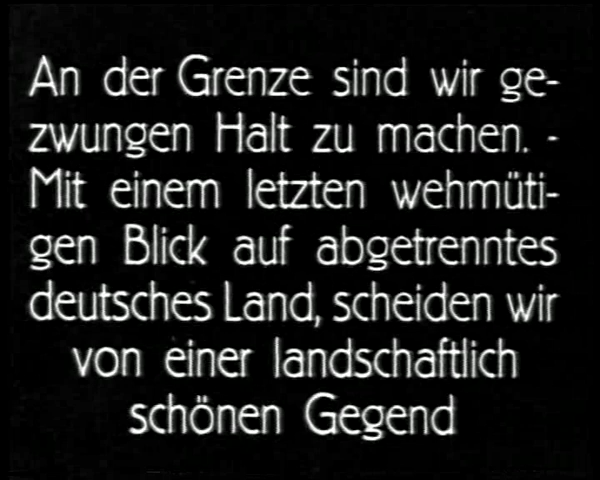 An der Grenze sind wir ge-
zwungen Halt zu machen. -
Mit einem letzten wehmüti-
gen Blick auf abgetrenntes
deutsches Land, scheiden wir
von einer landschaftlich
schönen Gegend